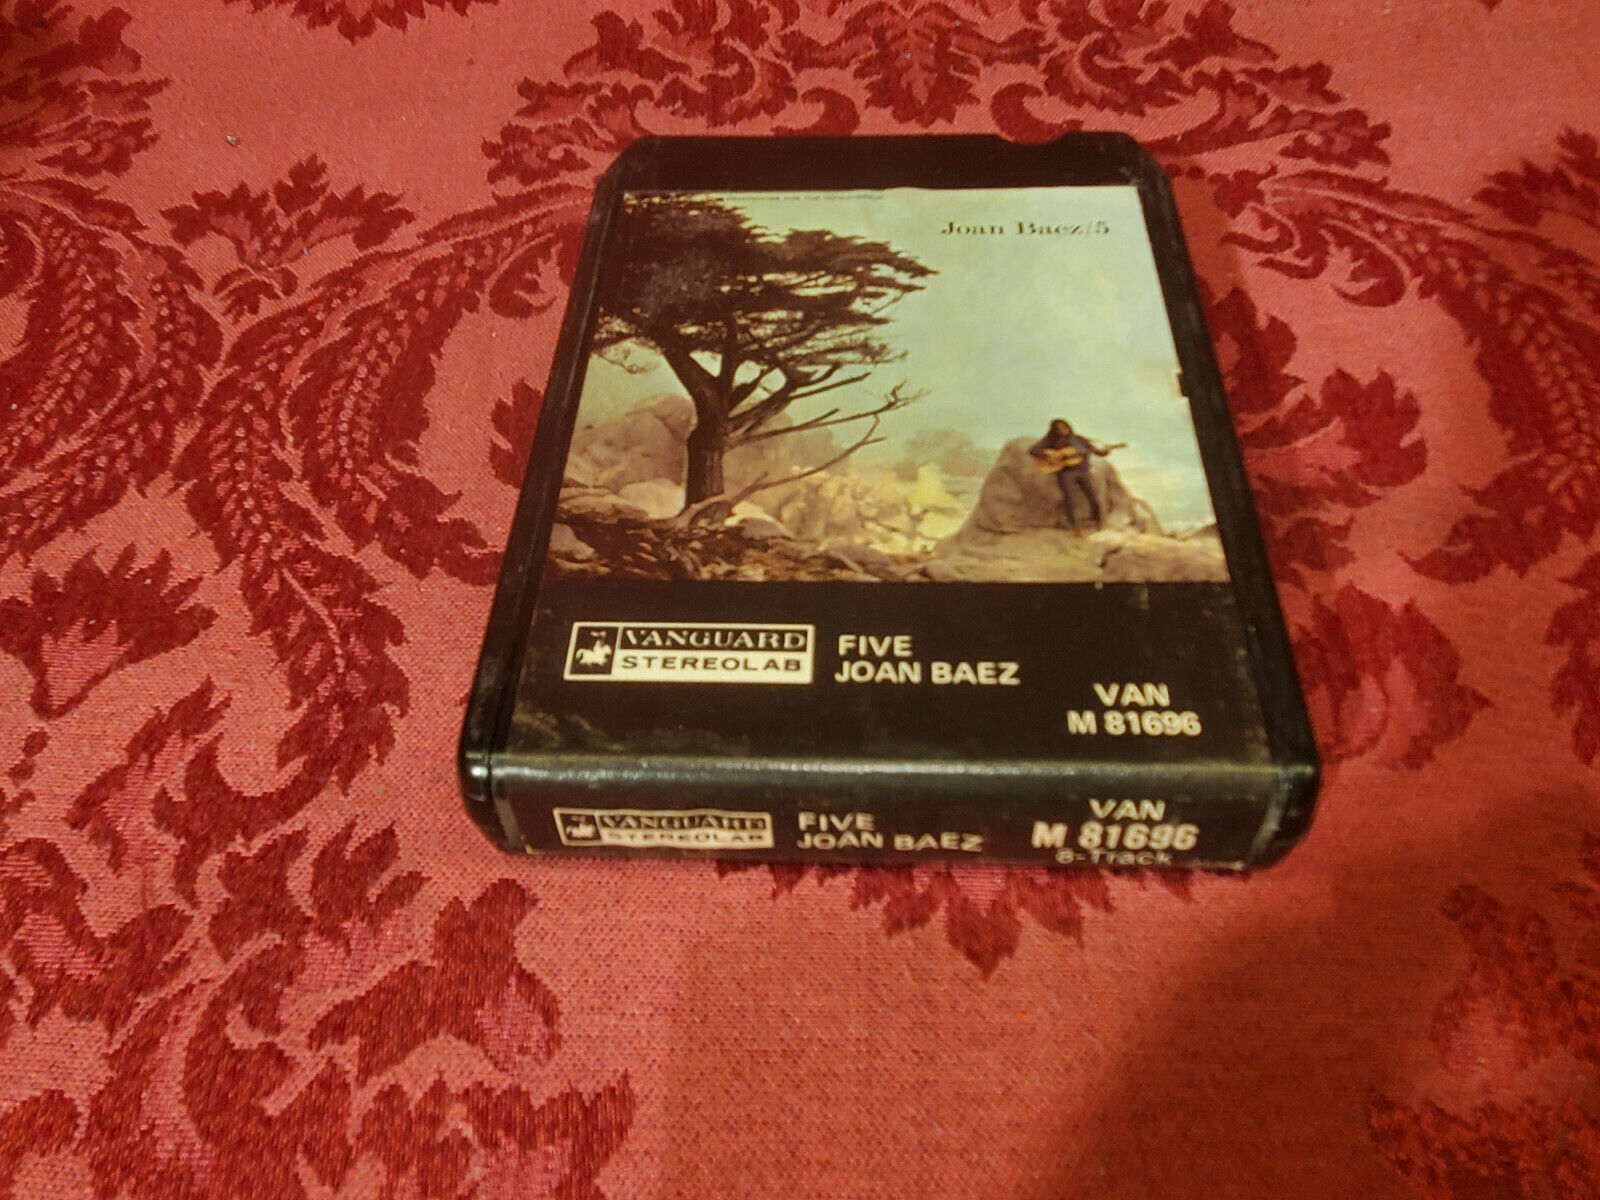 Joan Baez/5
VANGUARD
STEREOLAB
FIVE
JOAN BAEZ
VAN
M 81696
VANGUARD
STEREOLAB
FIVE
JOAN BAEZ
VAN
M 81696
8-Track